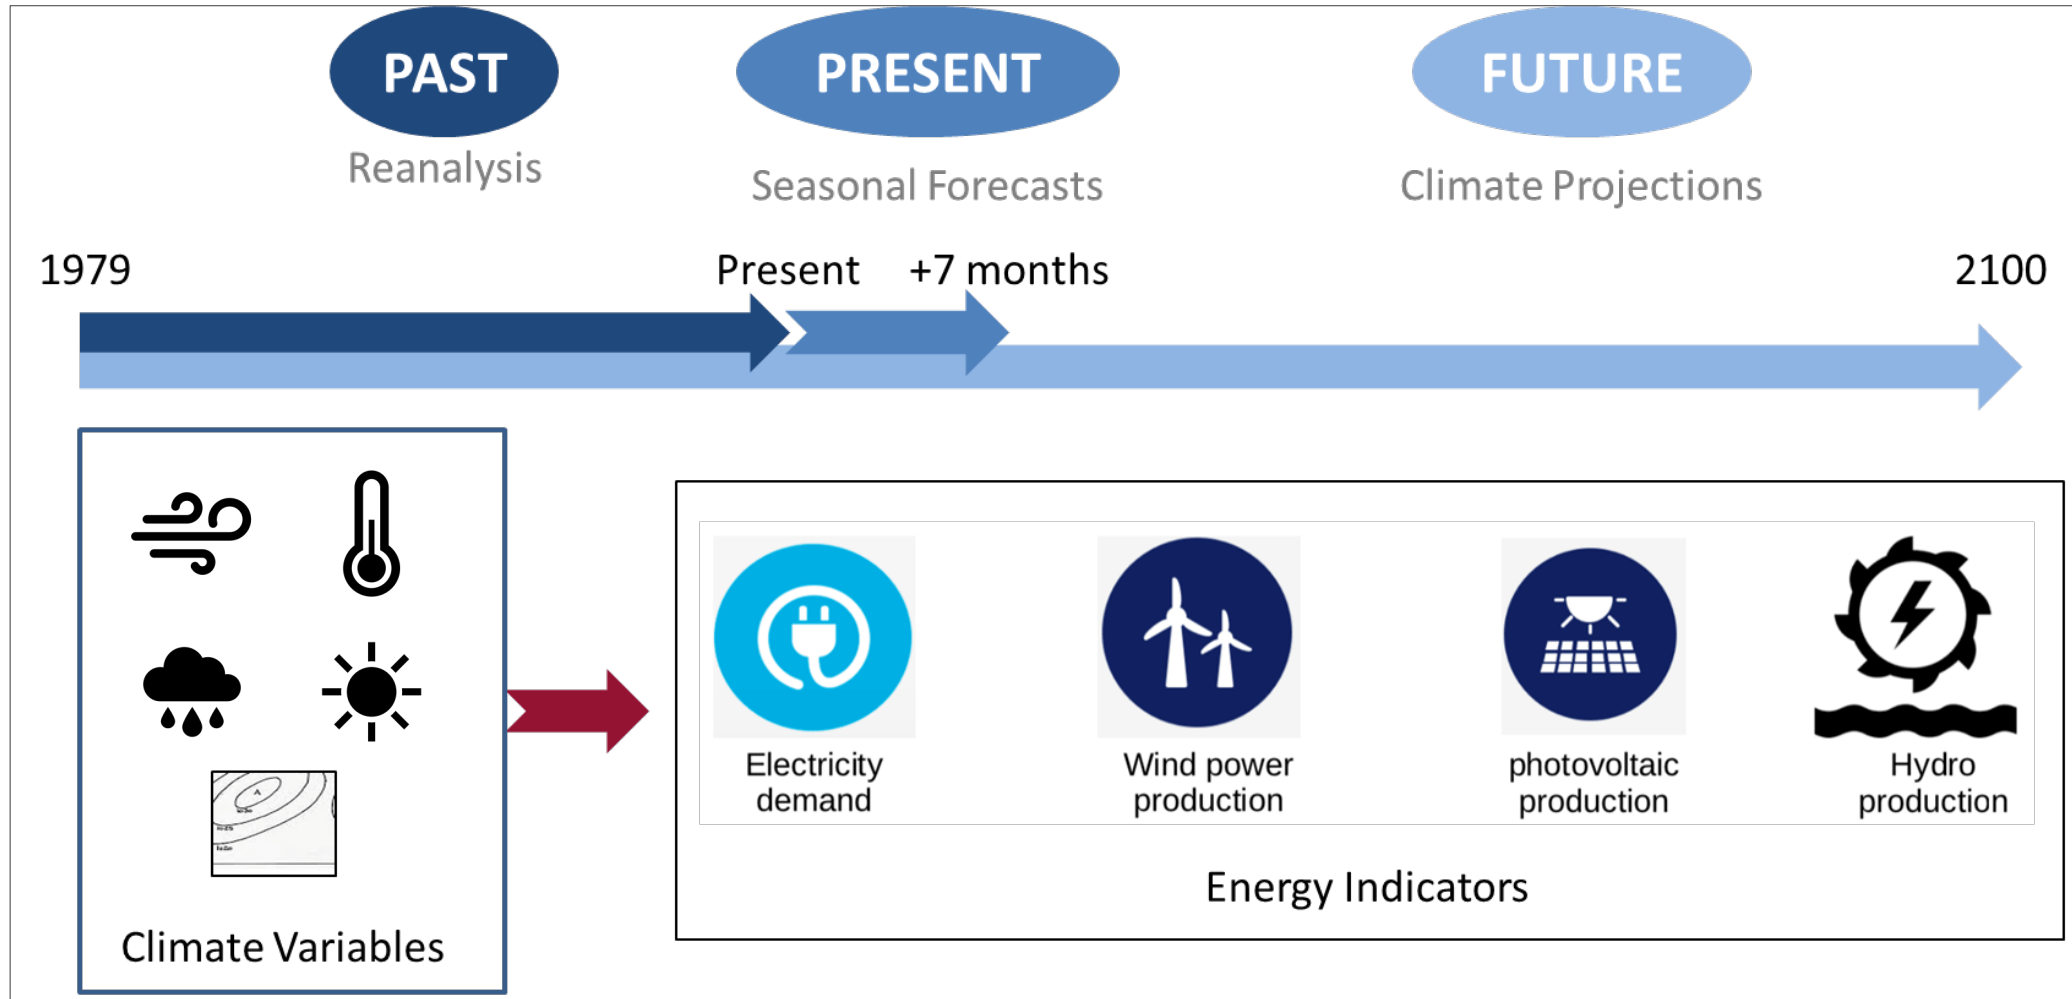 PAST
PRESENT
FUTURE
Reanalysis
Seasonal Forecasts
Climate Projections
1979
Present
+7 months
2100
A
Electricity
demand
Wind power
production
photovoltaic
production
Hydro
production
Energy Indicators
Climate Variables